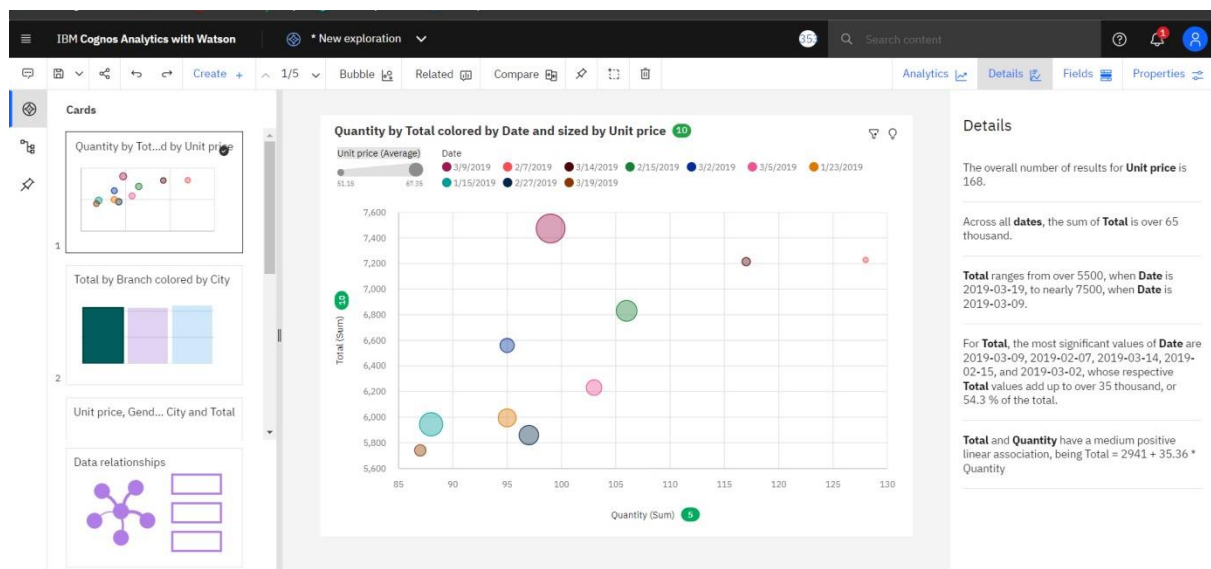 IBM Cognos Analytics with Watson
* New exploration
Search content
1
Create +
1/5
Bubble
Related
Compare
Analytics
Details
Fields
Properties
Cards
Quantity by Tot...d by Unit price
1
Total by Branch colored by City
2
Unit price, Gend... City and Total
Data relationships
Quantity by Total colored by Date and sized by Unit price 10
Unit price (Average)
51.15 67.35
Date
3/9/2019 2/7/2019 3/14/2019 2/15/2019 3/2/2019 3/5/2019 1/23/2019
1/15/2019 2/27/2019 3/19/2019
Total (Sum) 10
7,600
7,400
7,200
7,000
6,800
6,600
6,400
6,200
6,000
5,800
5,600
85 90 95 100 105 110 115 120 125 130
Quantity (Sum) 5
Details
The overall number of results for Unit price is
168.
Across all dates, the sum of Total is over 65
thousand.
Total ranges from over 5500, when Date is
2019-03-19, to nearly 7500, when Date is
2019-03-09.
For Total, the most significant values of Date are
2019-03-09, 2019-02-07, 2019-03-14, 2019-
02-15, and 2019-03-02, whose respective
Total values add up to over 35 thousand, or
54.3 % of the total.
Total and Quantity have a medium positive
linear association, being Total = 2941 + 35.36 *
Quantity